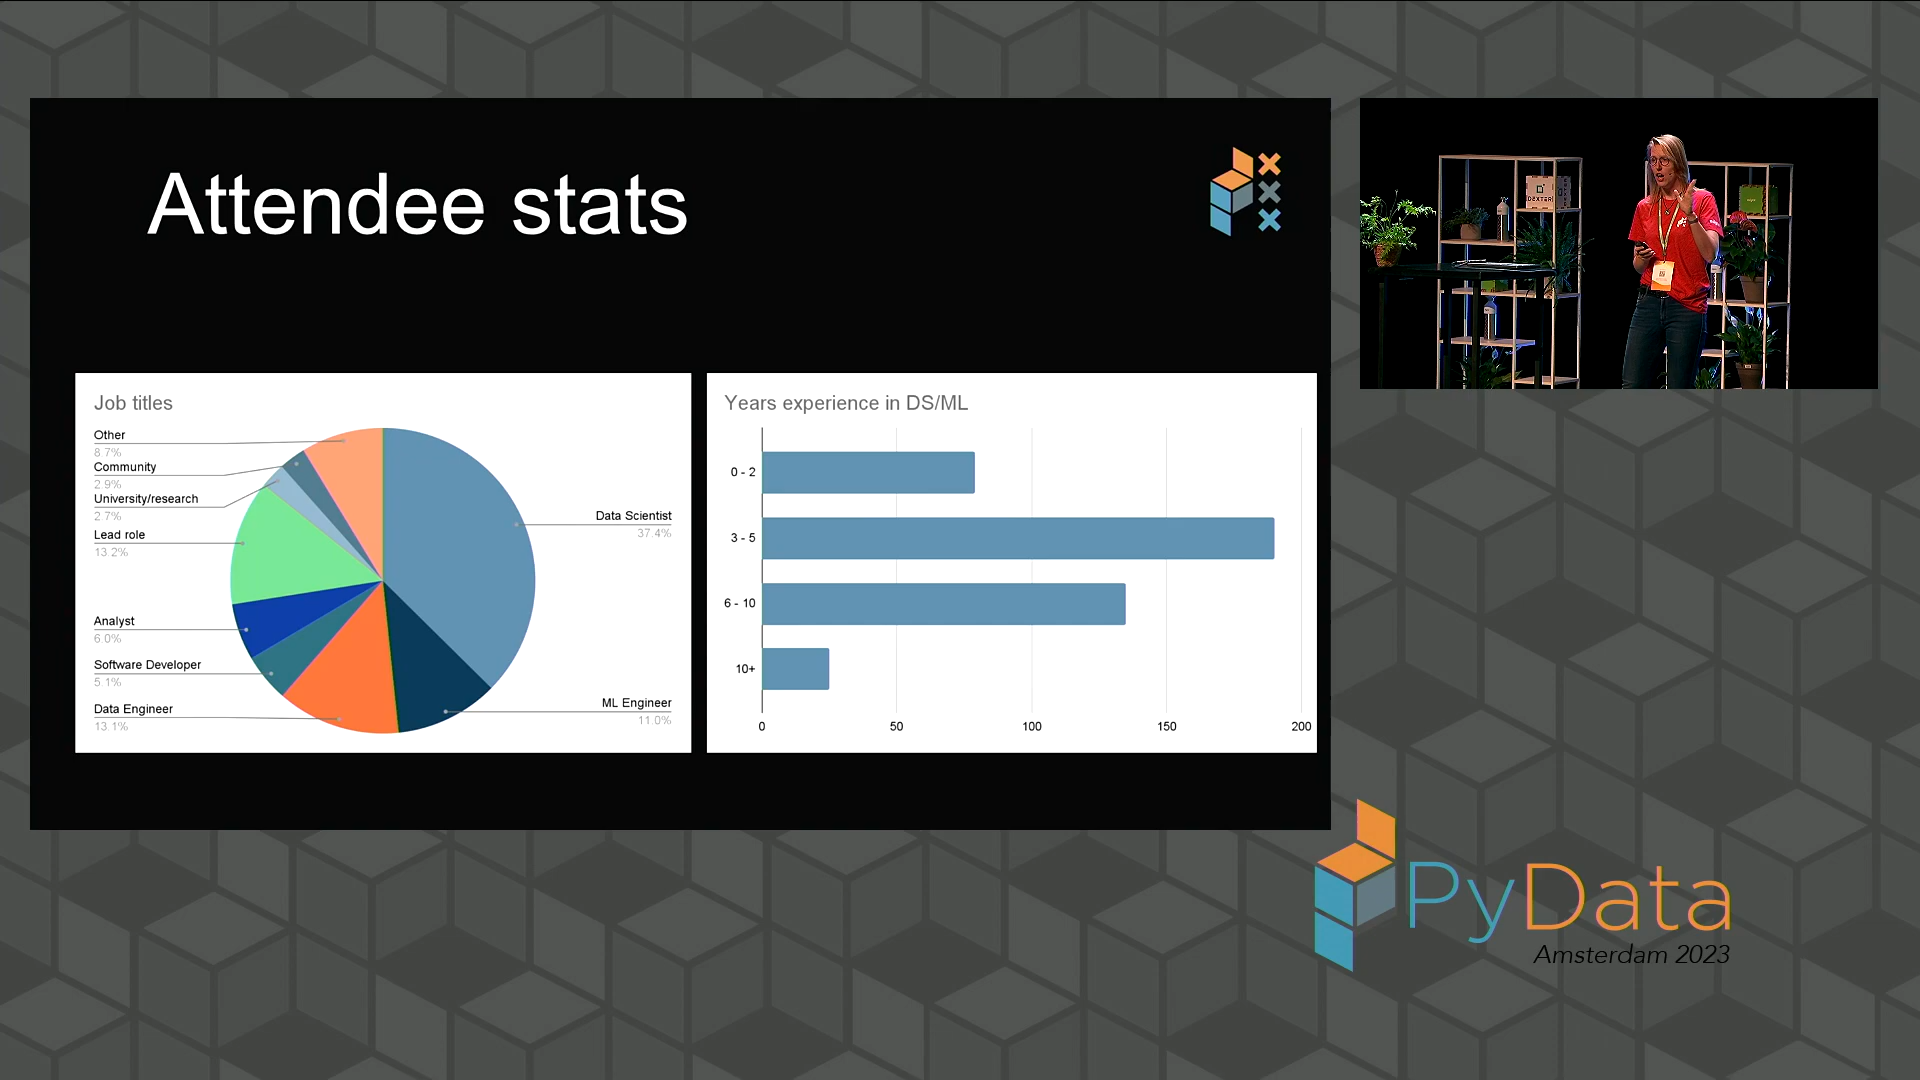 Attendee stats
Job titles
Other
8.7%
Community
2.9%
University/research
2.7%
Lead role
13.2%
Analyst
6.0%
Software Developer
5.1%
Data Engineer
13.1%
Data Scientist
37.4%
ML Engineer
11.0%
Years experience in DS/ML
0 - 2
3 - 5
6 - 10
10+
0
50
100
150
200
DEXTER
PyData
Amsterdam 2023